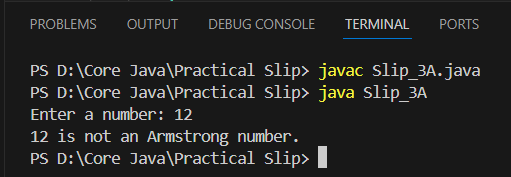 PROBLEMS OUTPUT DEBUG CONSOLE TERMINAL PORTS
PS D:\Core Java\Practical Slip> javac Slip_3A.java
PS D:\Core Java\Practical Slip> java Slip_3A
Enter a number: 12
12 is not an Armstrong number.
PS D:\Core Java\Practical Slip>